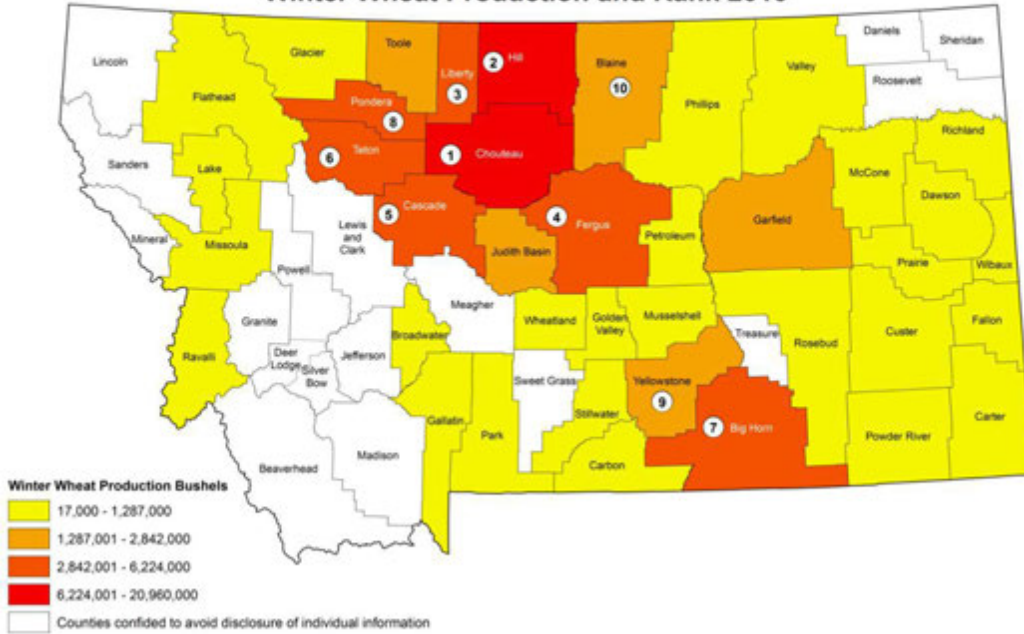 Winter Wheat Production and Rank
Daniels
Sheridan
Lincoln
Glacier
Toole
Liberty
3
2
Hill
Blaine
10
Phillips
Valley
Roosevelt
Flathead
Pondera
8
Richland
Sanders
Lake
6
Teton
1
Chouteau
McCone
Dawson
Mineral
Missoula
Powell
Lewis
and
Clark
5
Cascade
Judith Basin
4
Fergus
Petroleum
Garfield
Prairie
Wibaux
Granite
Meagher
Wheatland
Golden
Valley
Musselshell
Treasure
Rosebud
Custer
Fallon
Ravalli
Deer
Lodge
Silver
Bow
Jefferson
Broadwater
Sweet Grass
Yellowstone
9
Stillwater
7
Big Horn
Carter
Gallatin
Park
Carbon
Powder River
Beaverhead
Madison
Winter Wheat Production Bushels
17,000 - 1,287,000
1,287,001 - 2,842,000
2,842,001 - 6,224,000
6,224,001 - 20,960,000
Counties confided to avoid disclosure of individual information